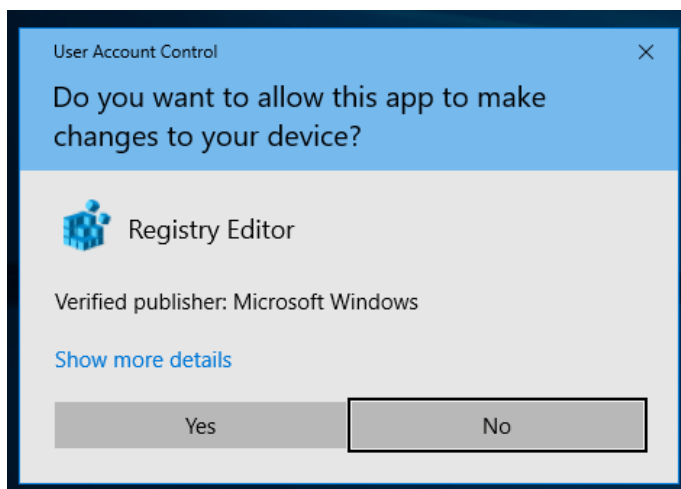 User Account Control
Do you want to allow this app to make
changes to your device?
Registry Editor
Verified publisher: Microsoft Windows
Show more details
Yes
No